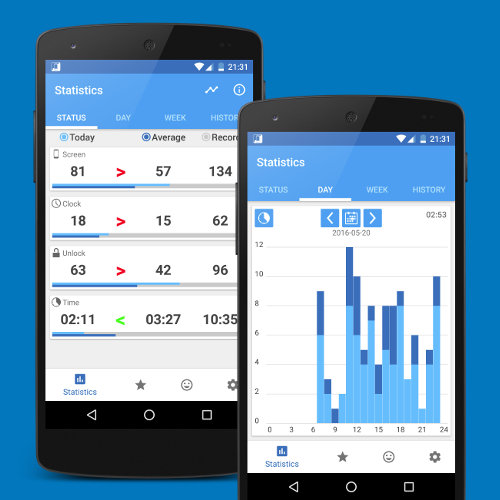 21:31
Statistics
STATUS DAY WEEK HISTOR
Today Average Record
Screen
81 > 57 134
Clock
18 > 15 62
Unlock
63 > 42 96
Time
02:11 < 03:27 10:35
Statistics
21:31
Statistics
STATUS DAY WEEK HISTORY
02:53
2016-05-20
12
10
8
6
4
2
0
0 3 6 9 12 15 18 21 24
Statistics